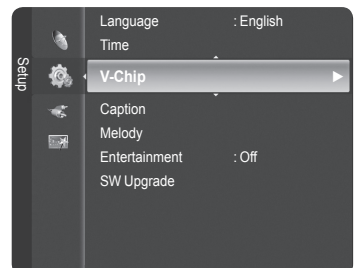 Setup
Language : English
Time
V-Chip
Caption
Melody
Entertainment : Off
SW Upgrade